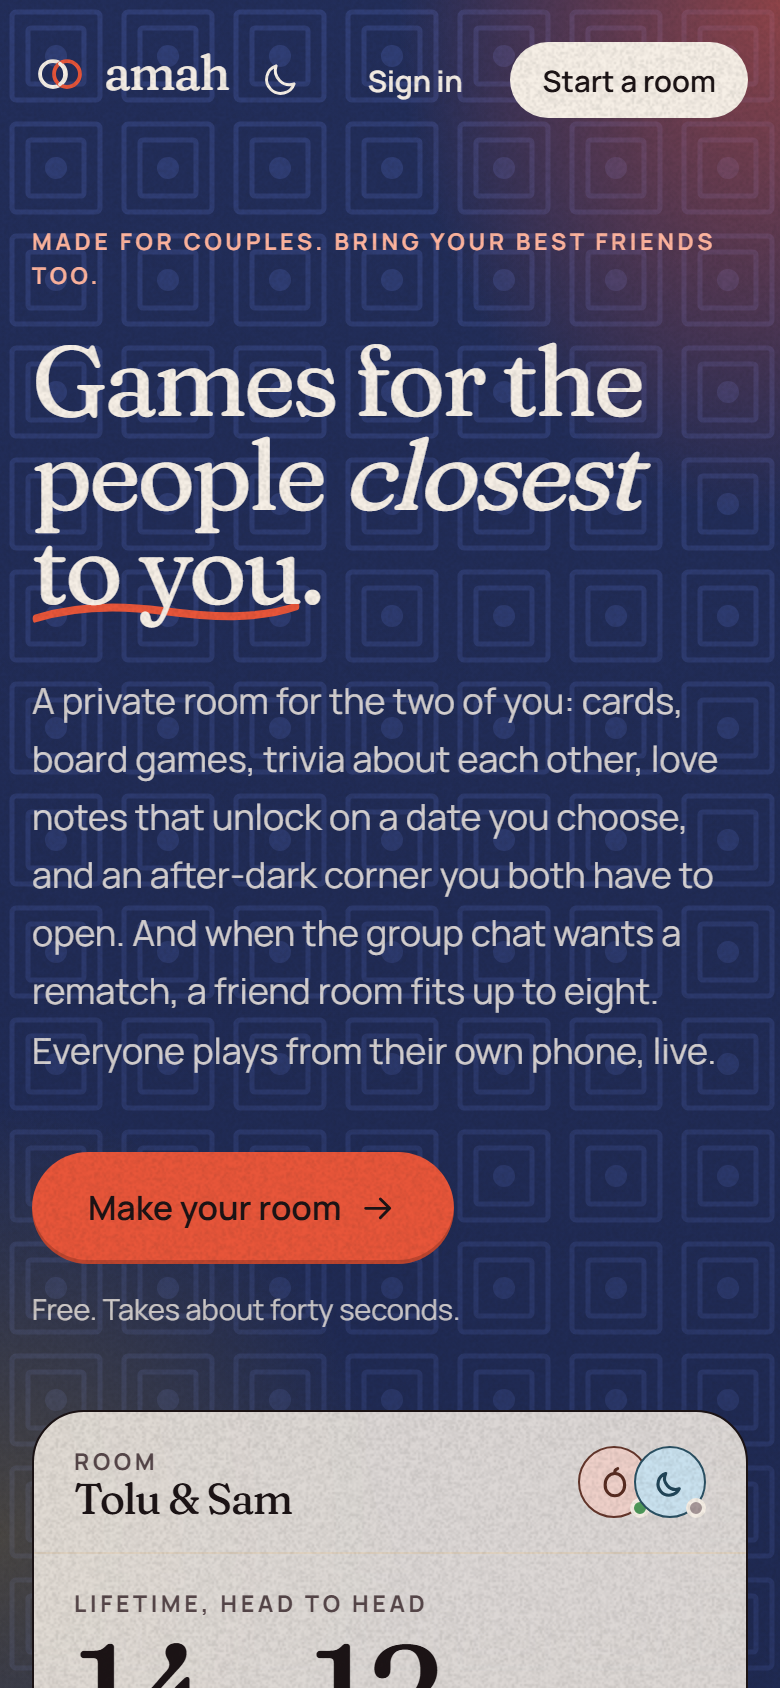 amah
Sign in
Start a room
MADE FOR COUPLES. BRING YOUR BEST FRIENDS
TOO.
Games for the
people closest
to you.
A private room for the two of you: cards,
board games, trivia about each other, love
notes that unlock on a date you choose,
and an after-dark corner you both have to
open. And when the group chat wants a
rematch, a friend room fits up to eight.
Everyone plays from their own phone, live.
Make your room →
Free. Takes about forty seconds.
ROOM
Tolu & Sam
LIFETIME, HEAD TO HEAD
14 12